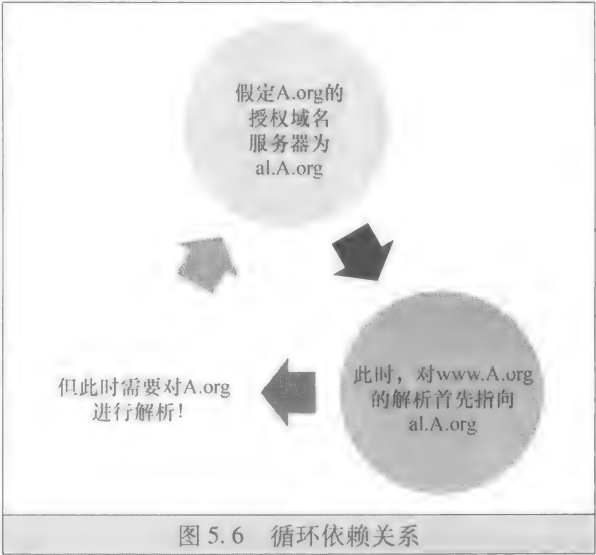 假定A.org的
授权域名
服务器为
al.A.org
此时，对www.A.org
的解析首先指向
al.A.org
但此时需要对A.org
进行解析！
图 5.6 循环依赖关系